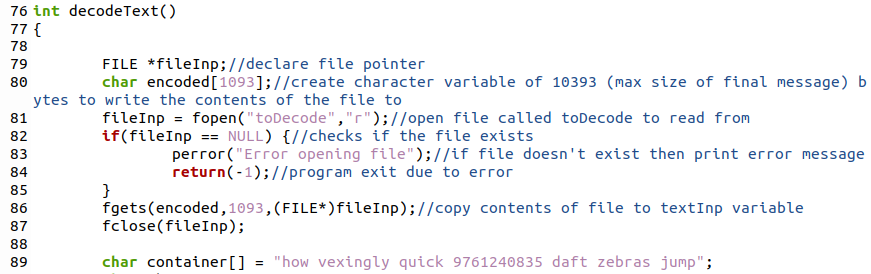 76 int decodeText()
77 {
78
79 FILE *fileInp;//declare file pointer
80 char encoded[1093];//create character variable of 10393 (max size of final message) b
ytes to write the contents of the file to
81 fileInp = fopen("toDecode","r");//open file called toDecode to read from
82 if(fileInp == NULL) {//checks if the file exists
83 perror("Error opening file");//if file doesn't exist then print error message
84 return(-1);//program exit due to error
85 }
86 fgets(encoded,1093,(FILE*)fileInp);//copy contents of file to textInp variable
87 fclose(fileInp);
88
89 char container[] = "how vexingly quick 9761240835 daft zebras jump";